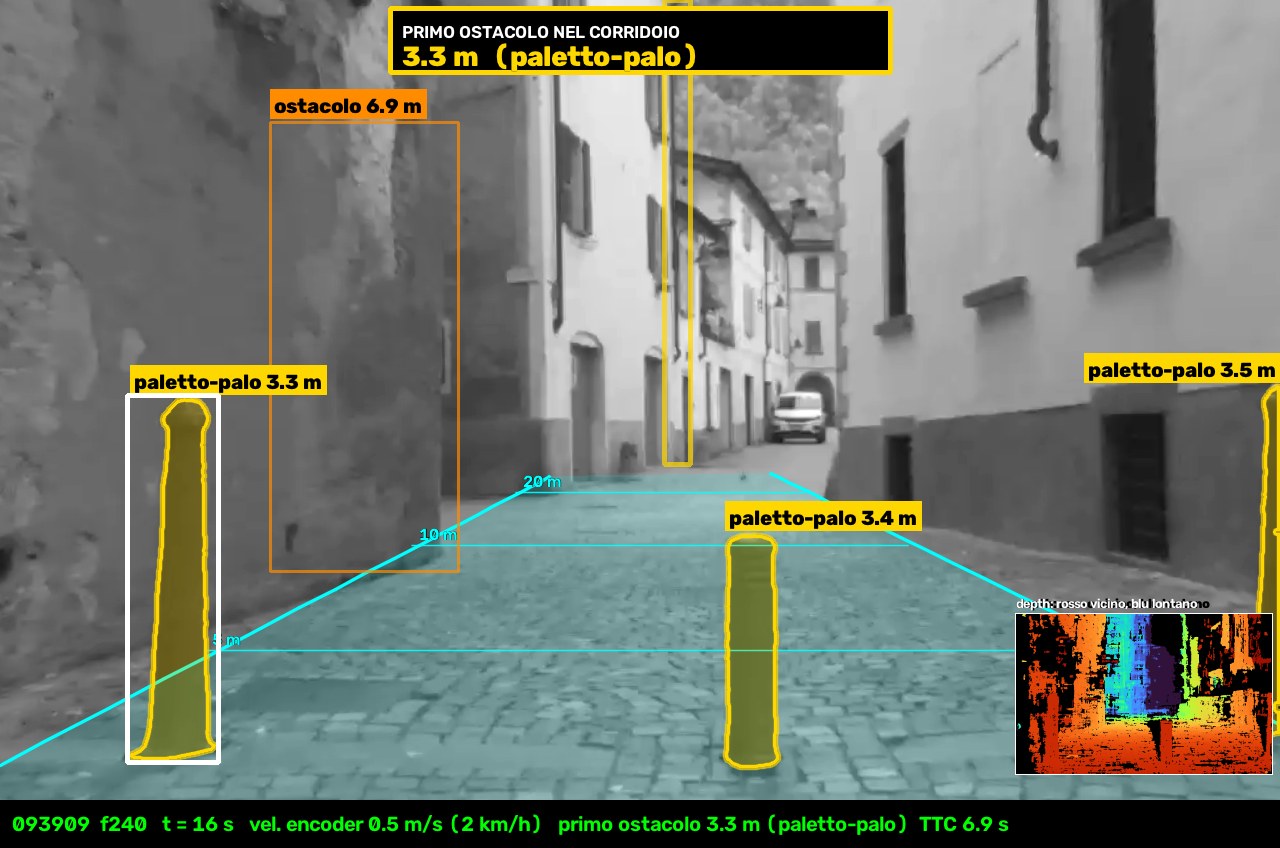 PRIMO OSTACOLO NEL CORRIDOIO
3.3 m (paletto-palo)
ostacolo 6.9 m
paletto-palo 3.3 m
paletto-palo 3.5 m
20 m
paletto-palo 3.4 m
10 m
5 m
depth: rosso vicino, blu lontano
093909 f240 t = 16 s vel. encoder 0.5 m/s (2 km/h) primo ostacolo 3.3 m (paletto-palo) TTC 6.9 s